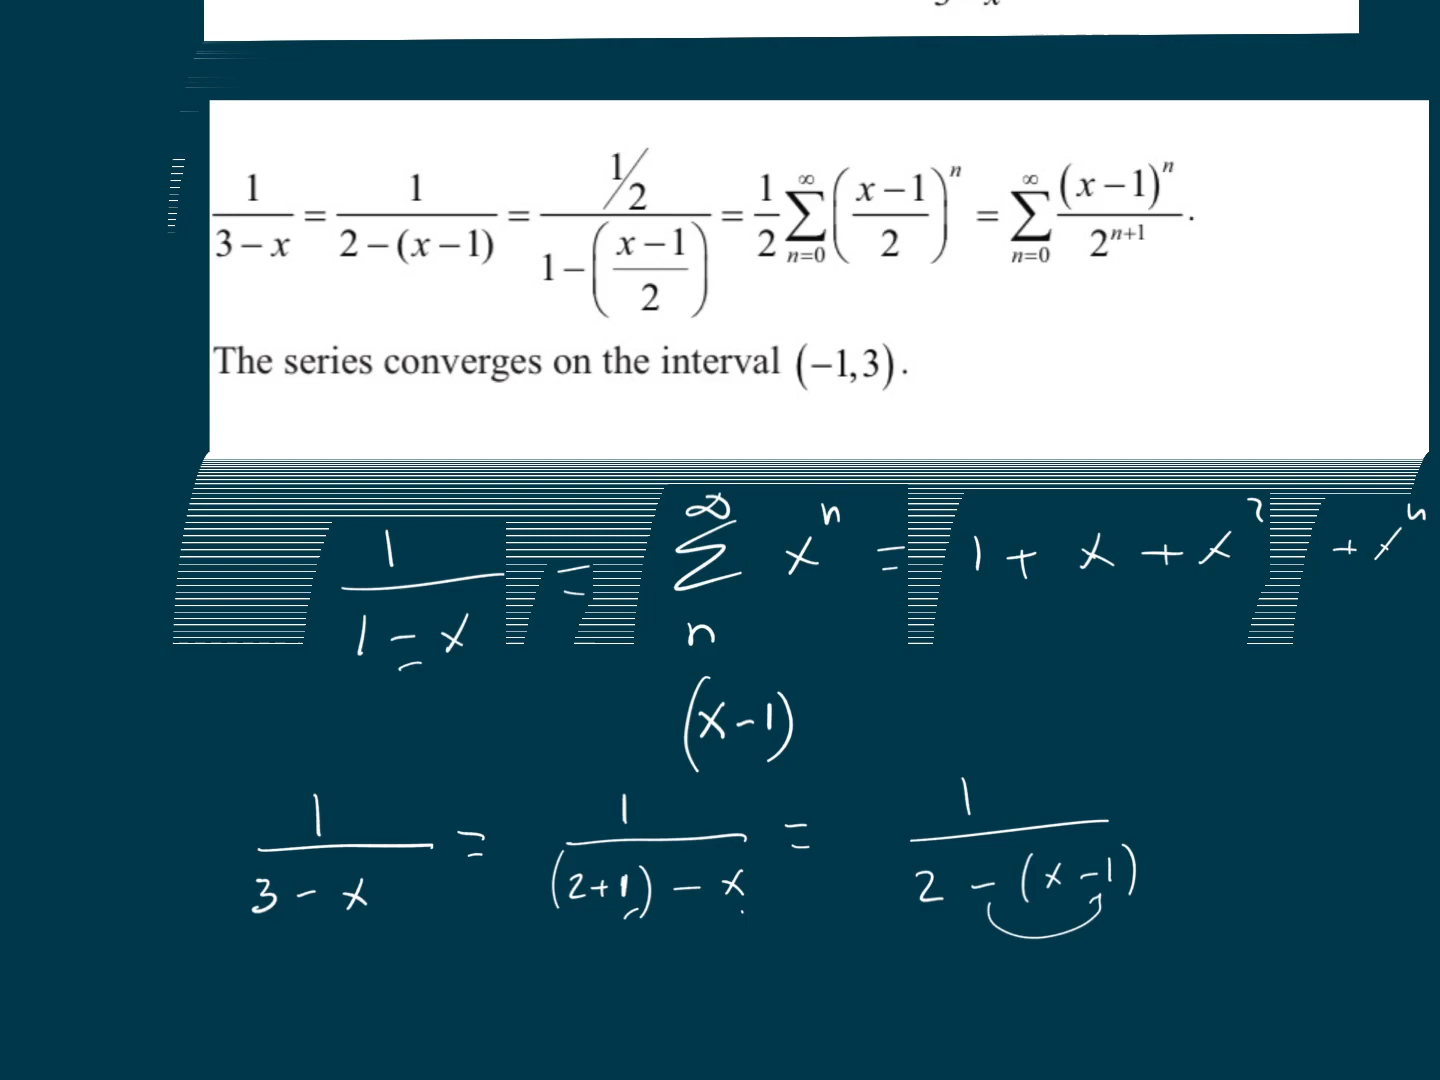 1/(3−x) = 1/(2−(x−1)) = (1/2)/(1−((x−1)/2)) = 1/2 ∑_{n=0}^{∞} ((x−1)/2)^n = ∑_{n=0}^{∞} (x−1)^n/2^{n+1}.
The series converges on the interval (−1,3).
1/(1−x) = ∑_{n}^{∞} x^n = 1 + x + x^2 + x^n
(x−1)
1/(3−x) = 1/((2+1)−x) = 1/(2−(x−1))